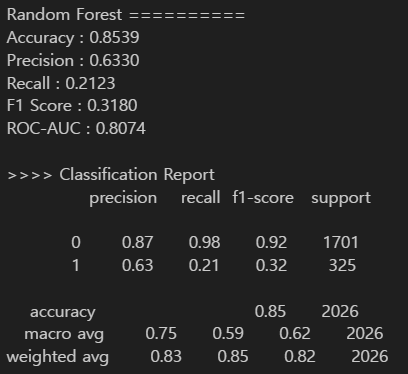 Random Forest ==========
Accuracy : 0.8539
Precision : 0.6330
Recall : 0.2123
F1 Score : 0.3180
ROC-AUC : 0.8074
>>>> Classification Report
precision recall f1-score support
0 0.87 0.98 0.92 1701
1 0.63 0.21 0.32 325
accuracy 0.85 2026
macro avg 0.75 0.59 0.62 2026
weighted avg 0.83 0.85 0.82 2026